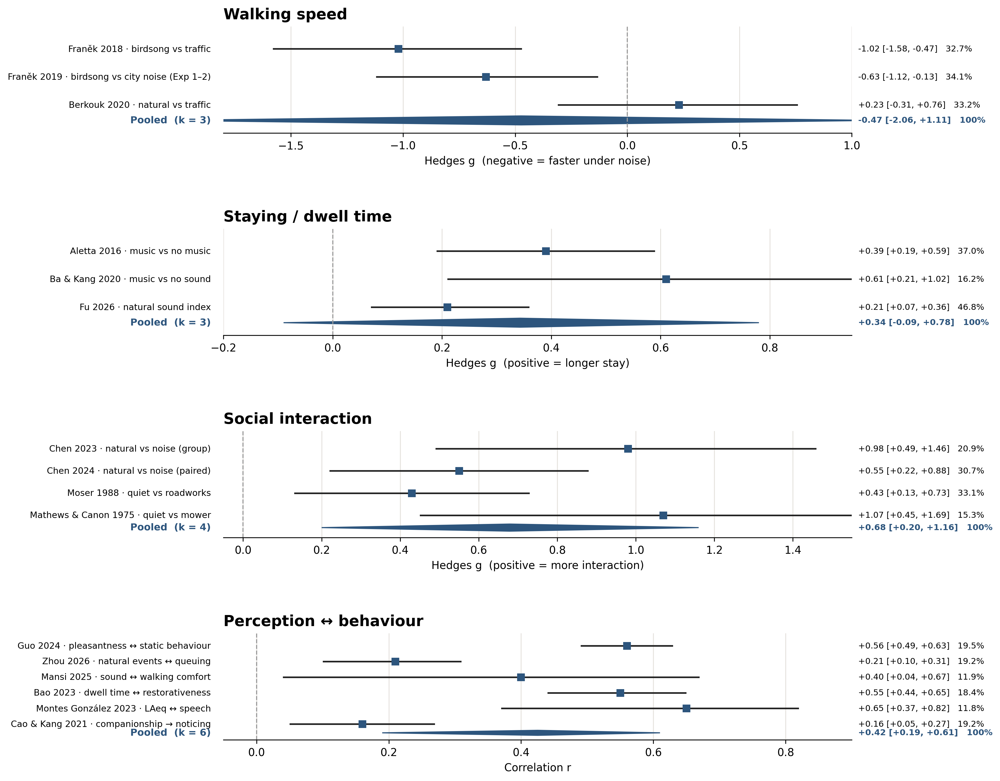 Walking speed
Franěk 2018 · birdsong vs traffic -1.02 [-1.58, -0.47] 32.7%
Franěk 2019 · birdsong vs city noise (Exp 1–2) -0.63 [-1.12, -0.13] 34.1%
Berkouk 2020 · natural vs traffic +0.23 [-0.31, +0.76] 33.2%
Pooled (k = 3) -0.47 [-2.06, +1.11] 100%
−1.5 −1.0 −0.5 0.0 0.5 1.0
Hedges g (negative = faster under noise)
Staying / dwell time
Aletta 2016 · music vs no music +0.39 [+0.19, +0.59] 37.0%
Ba & Kang 2020 · music vs no sound +0.61 [+0.21, +1.02] 16.2%
Fu 2026 · natural sound index +0.21 [+0.07, +0.36] 46.8%
Pooled (k = 3) +0.34 [-0.09, +0.78] 100%
−0.2 0.0 0.2 0.4 0.6 0.8
Hedges g (positive = longer stay)
Social interaction
Chen 2023 · natural vs noise (group) +0.98 [+0.49, +1.46] 20.9%
Chen 2024 · natural vs noise (paired) +0.55 [+0.22, +0.88] 30.7%
Moser 1988 · quiet vs roadworks +0.43 [+0.13, +0.73] 33.1%
Mathews & Canon 1975 · quiet vs mower +1.07 [+0.45, +1.69] 15.3%
Pooled (k = 4) +0.68 [+0.20, +1.16] 100%
0.0 0.2 0.4 0.6 0.8 1.0 1.2 1.4
Hedges g (positive = more interaction)
Perception ↔ behaviour
Guo 2024 · pleasantness ↔ static behaviour +0.56 [+0.49, +0.63] 19.5%
Zhou 2026 · natural events ↔ queuing +0.21 [+0.10, +0.31] 19.2%
Mansi 2025 · sound ↔ walking comfort +0.40 [+0.04, +0.67] 11.9%
Bao 2023 · dwell time ↔ restorativeness +0.55 [+0.44, +0.65] 18.4%
Montes González 2023 · LAeq ↔ speech +0.65 [+0.37, +0.82] 11.8%
Cao & Kang 2021 · companionship → noticing +0.16 [+0.05, +0.27] 19.2%
Pooled (k = 6) +0.42 [+0.19, +0.61] 100%
0.0 0.2 0.4 0.6 0.8
Correlation r